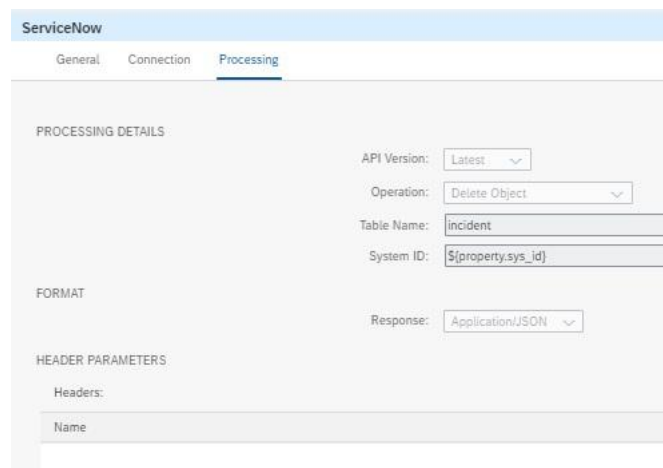 ServiceNow
General Connection Processing
PROCESSING DETAILS
API Version: Latest
Operation: Delete Object
Table Name: incident
System ID: ${property.sys_id}
FORMAT
Response: Application/JSON
HEADER PARAMETERS
Headers:
Name